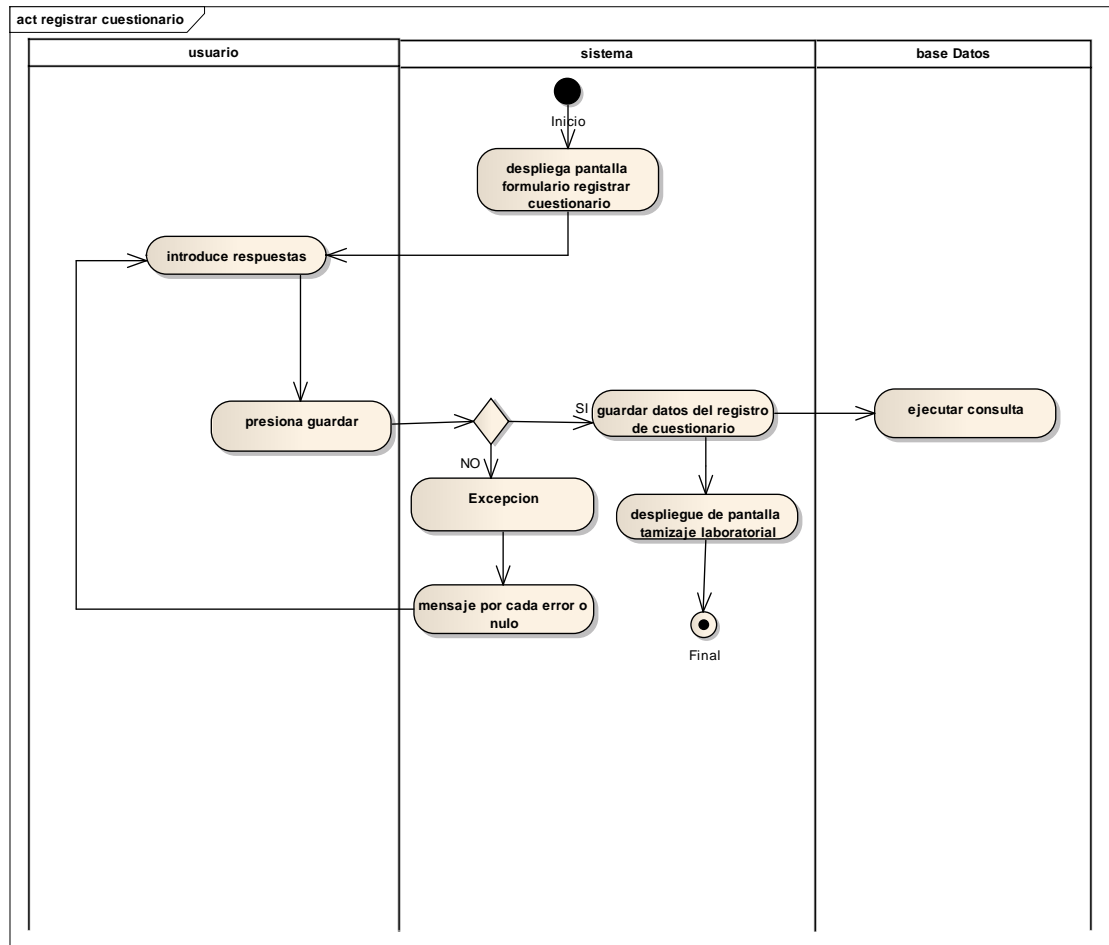 act registrar cuestionario
usuario
sistema
base Datos
Inicio
despliega pantalla
formulario registrar
cuestionario
introduce respuestas
presiona guardar
SI
guardar datos del registro
de cuestionario
ejecutar consulta
NO
Excepcion
despliegue de pantalla
tamizaje laboratorial
mensaje por cada error o
nulo
Final